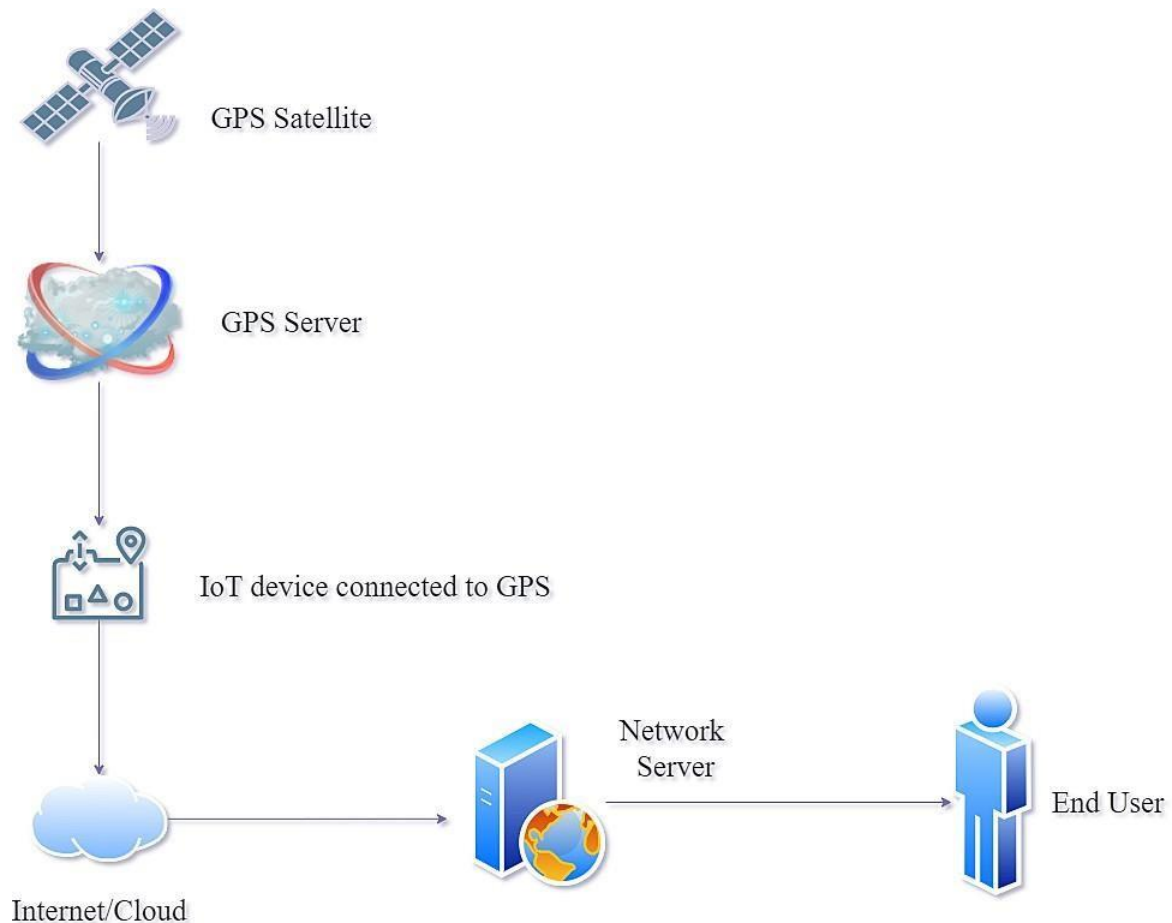 GPS Satellite
GPS Server
IoT device connected to GPS
Network
Server
End User
Internet/Cloud